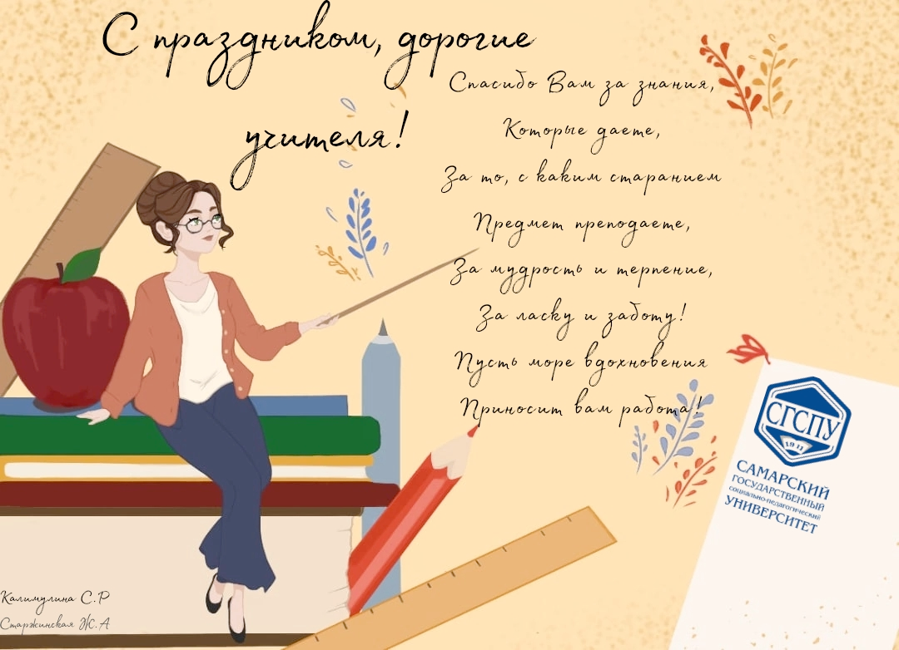 С праздником, дорогие
учителя!
Спасибо Вам за знания,
Которые даете,
За то, с каким старанием
Предмет преподаете,
За мудрость и терпение,
За ласку и заботу!
Пусть море вдохновения
Приносит вам работа!
СГСПУ
1911
САМАРСКИЙ
ГОСУДАРСТВЕННЫЙ
социально-педагогический
УНИВЕРСИТЕТ
Калимулина С.Р
Старжинская Ж.А